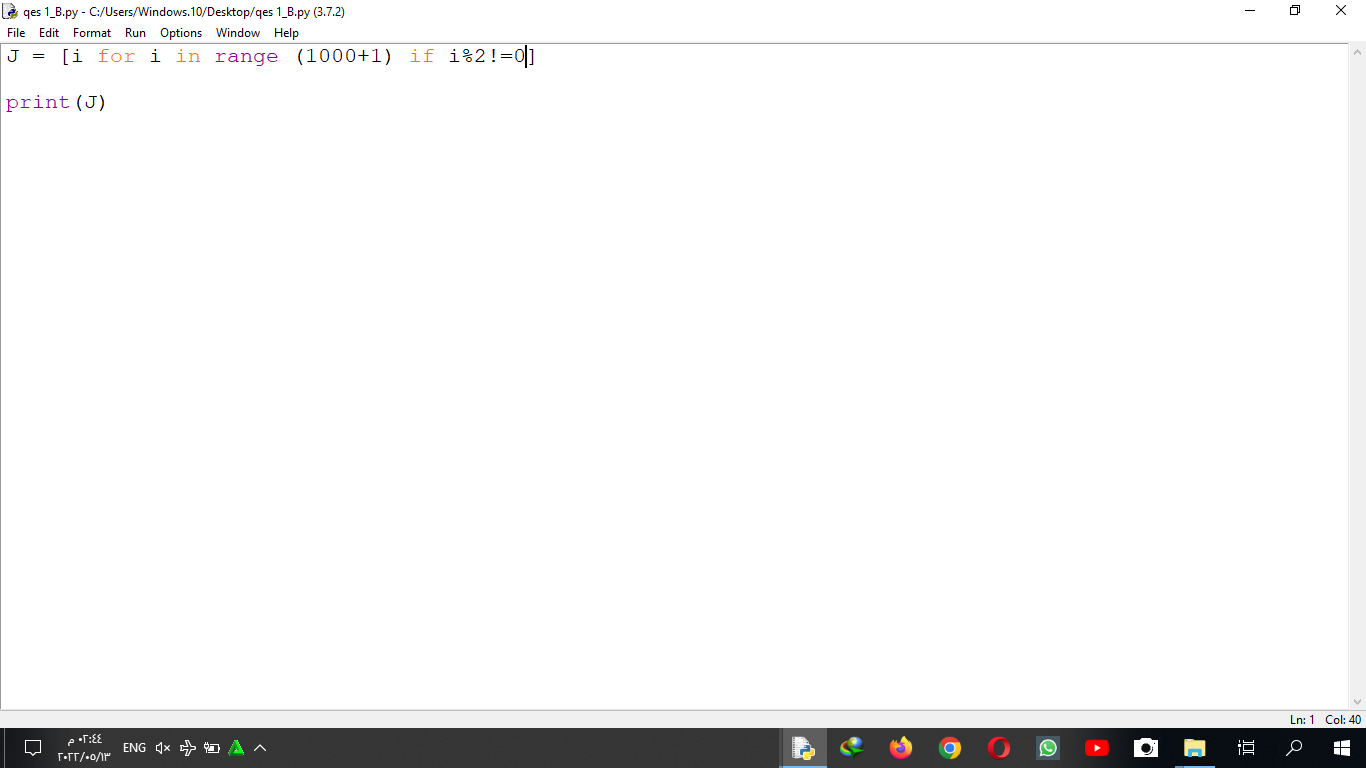 qes 1_B.py - C:/Users/Windows.10/Desktop/qes 1_B.py (3.7.2)
File Edit Format Run Options Window Help
J = [i for i in range (1000+1) if i%2!=0]
print(J)
Ln: 1 Col: 40
٠٢:٤٤ م
ENG
٢٠٢٢/٠٥/١٣